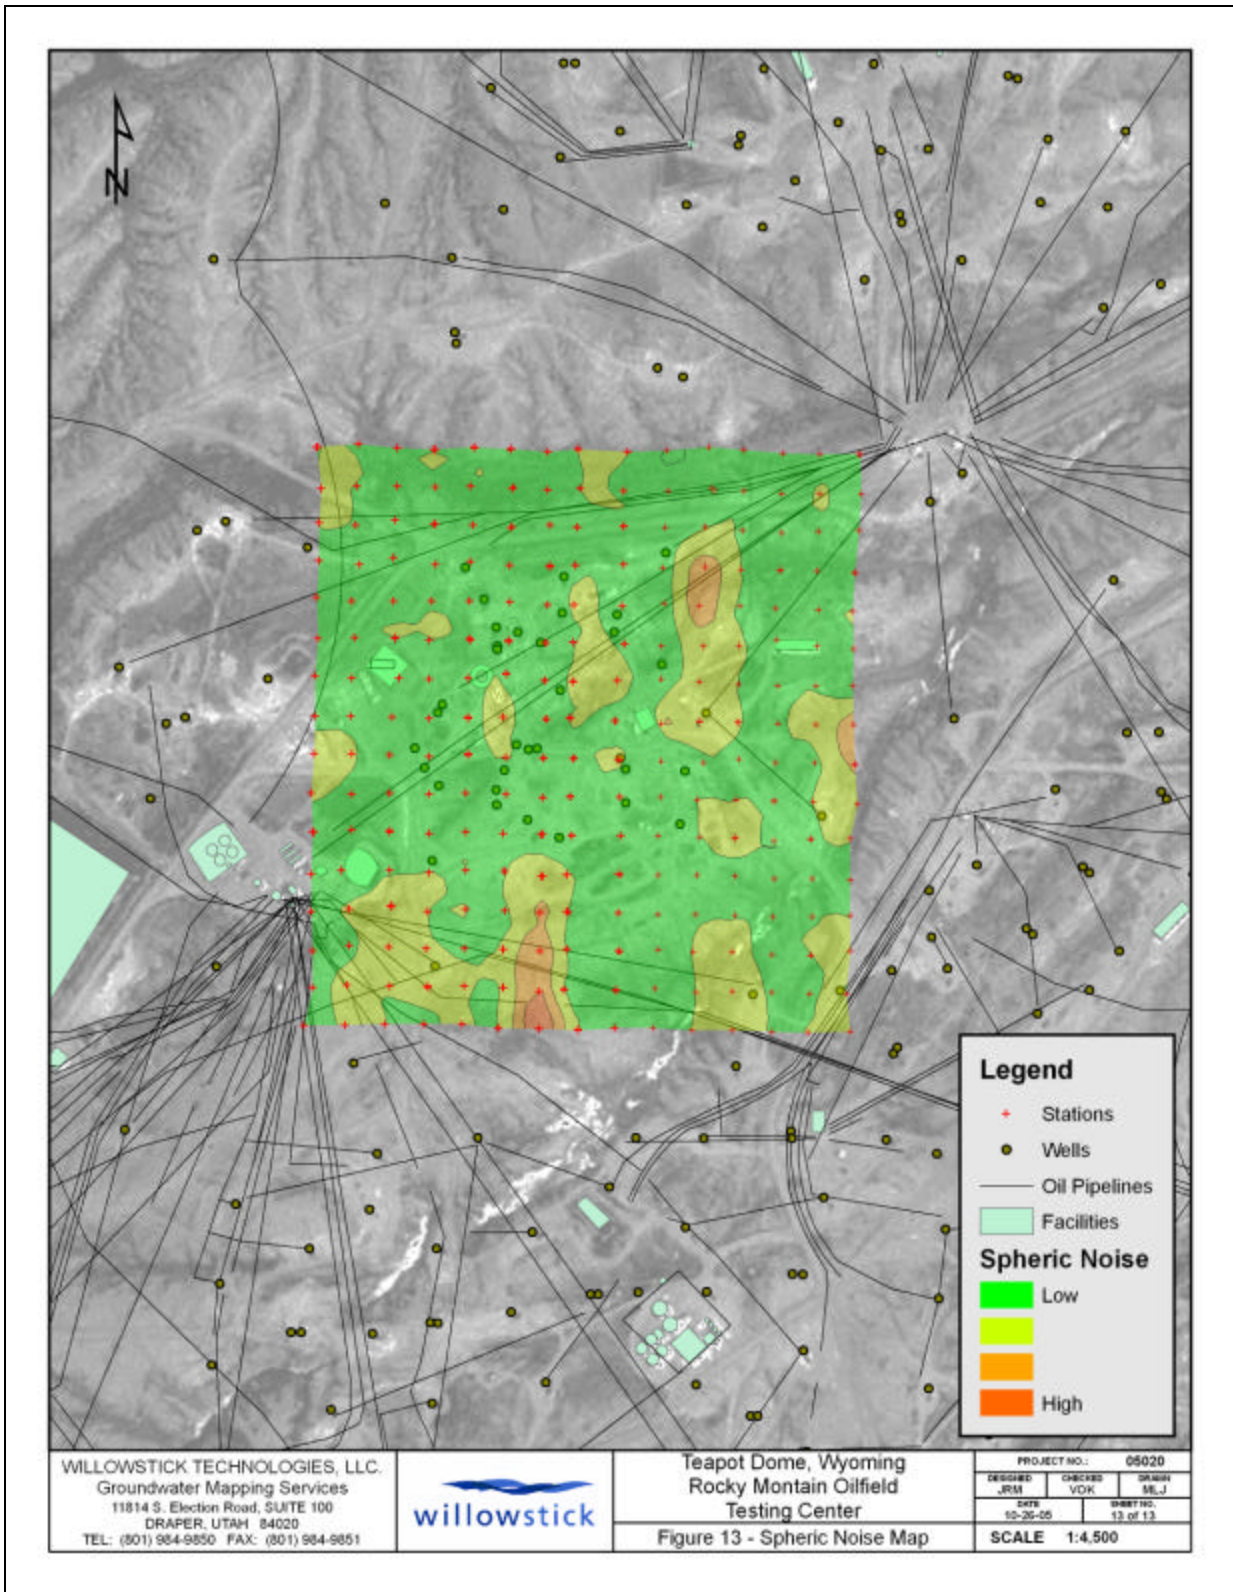 N
Legend
Stations
Wells
Oil Pipelines
Facilities
Spheric Noise
Low
High
WILLOWSTICK TECHNOLOGIES, LLC.
Groundwater Mapping Services
11814 S. Election Road, SUITE 100
DRAPER, UTAH 84020
TEL: (801) 984-9850 FAX: (801) 984-9851
willowstick
Teapot Dome, Wyoming
Rocky Montain Oilfield
Testing Center
Figure 13 - Spheric Noise Map
PROJECT NO.: 05020
DESIGNED CHECKED DRAWN
JRM VOK MLJ
DATE SHEET NO.
10-26-05 13 of 13
SCALE 1:4,500